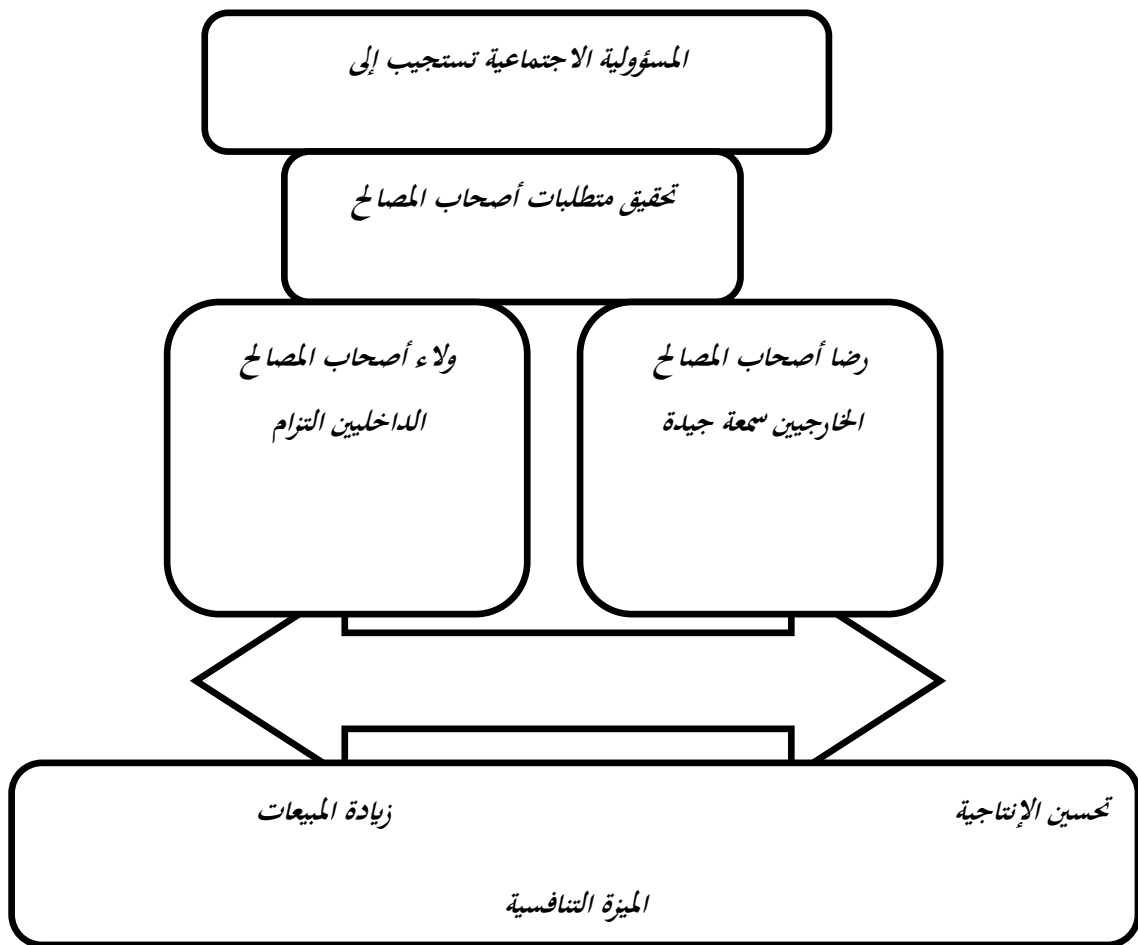 المسؤولية الاجتماعية تستجيب إلى
تحقيق متطلبات أصحاب المصالح
رضا أصحاب المصالح
الخارجيين سمعة جيدة
ولاء أصحاب المصالح
الداخليين التزام
تحسين الإنتاجية
زيادة المبيعات
الميزة التنافسية